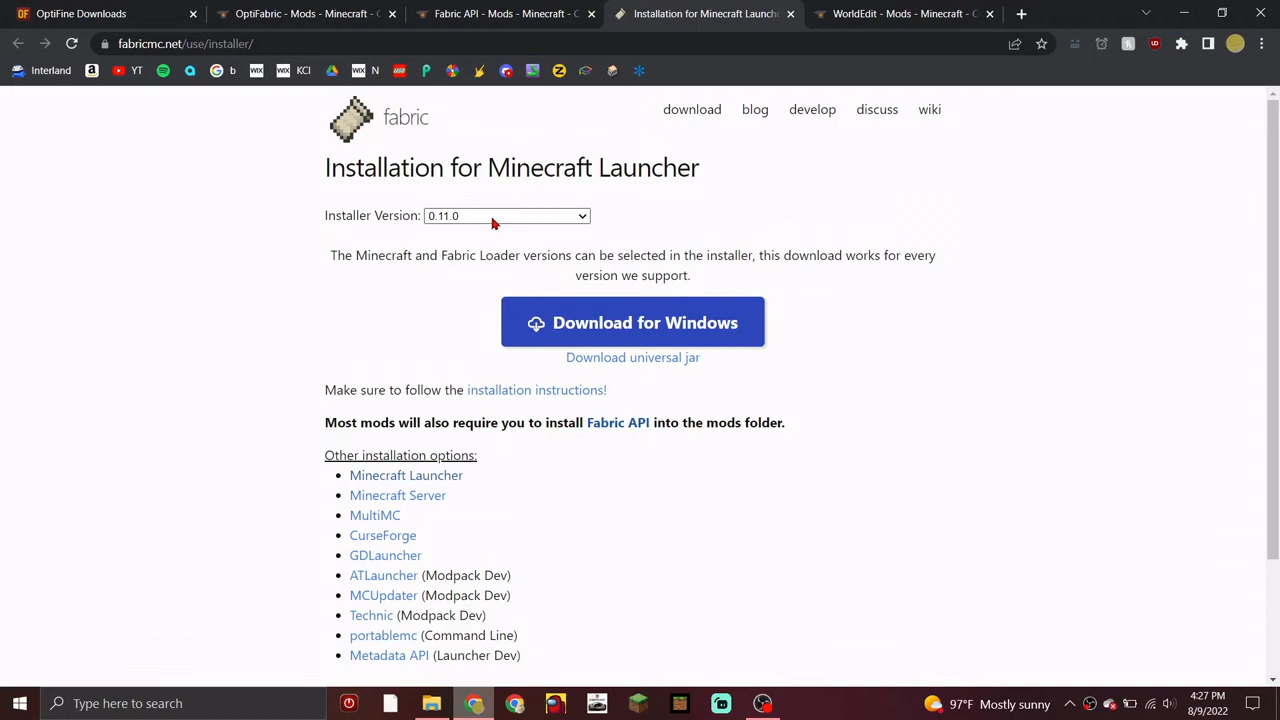 OptiFine Downloads
OptiFabric - Mods - Minecraft - C
Fabric API - Mods - Minecraft - C
Installation for Minecraft Launche
WorldEdit - Mods - Minecraft - C
fabricmc.net/use/installer/
Interland
YT
b
WIX
WIX KCI
WIX N
fabric
download
blog
develop
discuss
wiki
Installation for Minecraft Launcher
Installer Version: 0.11.0
The Minecraft and Fabric Loader versions can be selected in the installer, this download works for every
version we support.
Download for Windows
Download universal jar
Make sure to follow the installation instructions!
Most mods will also require you to install Fabric API into the mods folder.
Other installation options:
Minecraft Launcher
Minecraft Server
MultiMC
CurseForge
GDLauncher
ATLauncher (Modpack Dev)
MCUpdater (Modpack Dev)
Technic (Modpack Dev)
portablemc (Command Line)
Metadata API (Launcher Dev)
Type here to search
97°F Mostly sunny
4:27 PM
8/9/2022